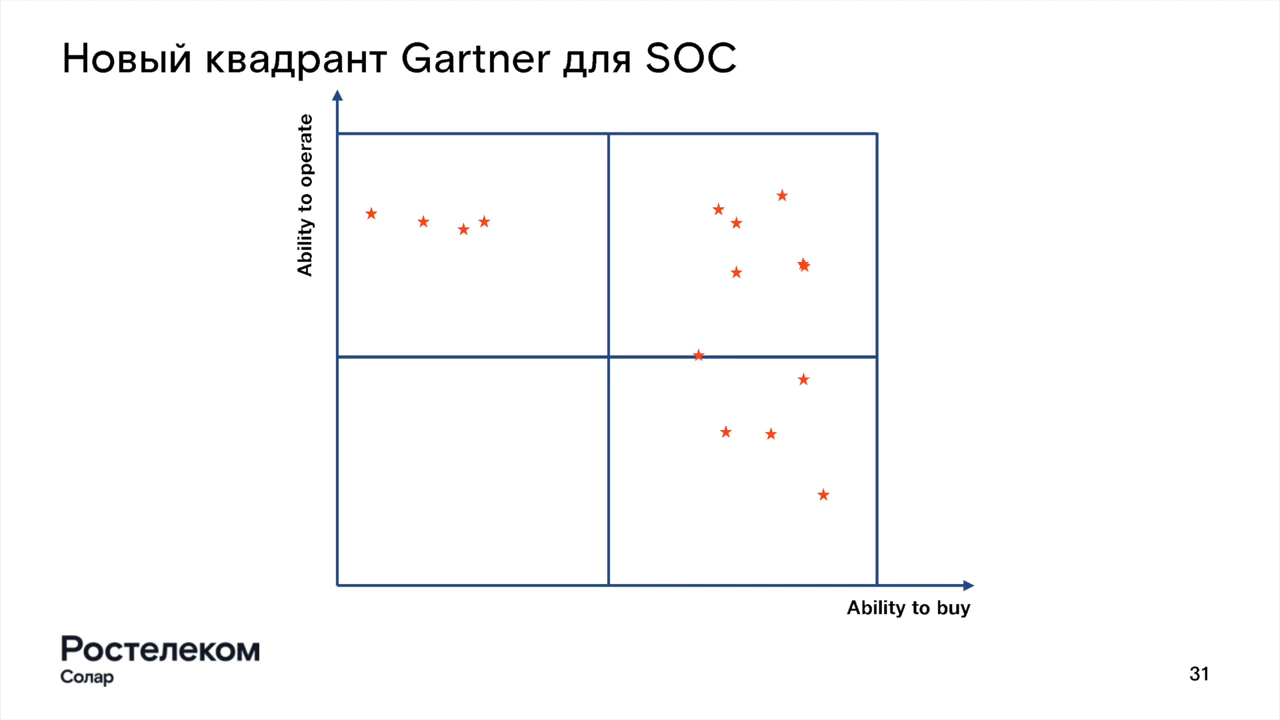 Новый квадрант Gartner для SOC
Ability to operate
Ability to buy
Ростелеком
Солар
31